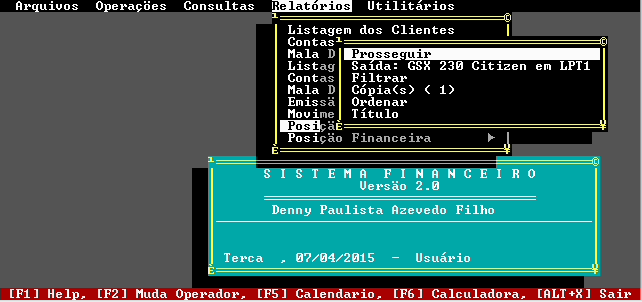 Arquivos Operações Consultas Relatórios Utilitários
Listagem dos Clientes
Contas
Mala D
Listag
Contas
Mala D
Emissã
Movime
Posiçã
Posição Financeira
Prosseguir
Saída: GSX 230 Citizen em LPT1
Filtrar
Cópia(s) ( 1)
Ordenar
Título
S I S T E M A F I N A N C E I R O
Versão 2.0
Denny Paulista Azevedo Filho
Terca , 07/04/2015 - Usuário
[F1] Help, [F2] Muda Operador, [F5] Calendario, [F6] Calculadora, [ALT+X] Sair